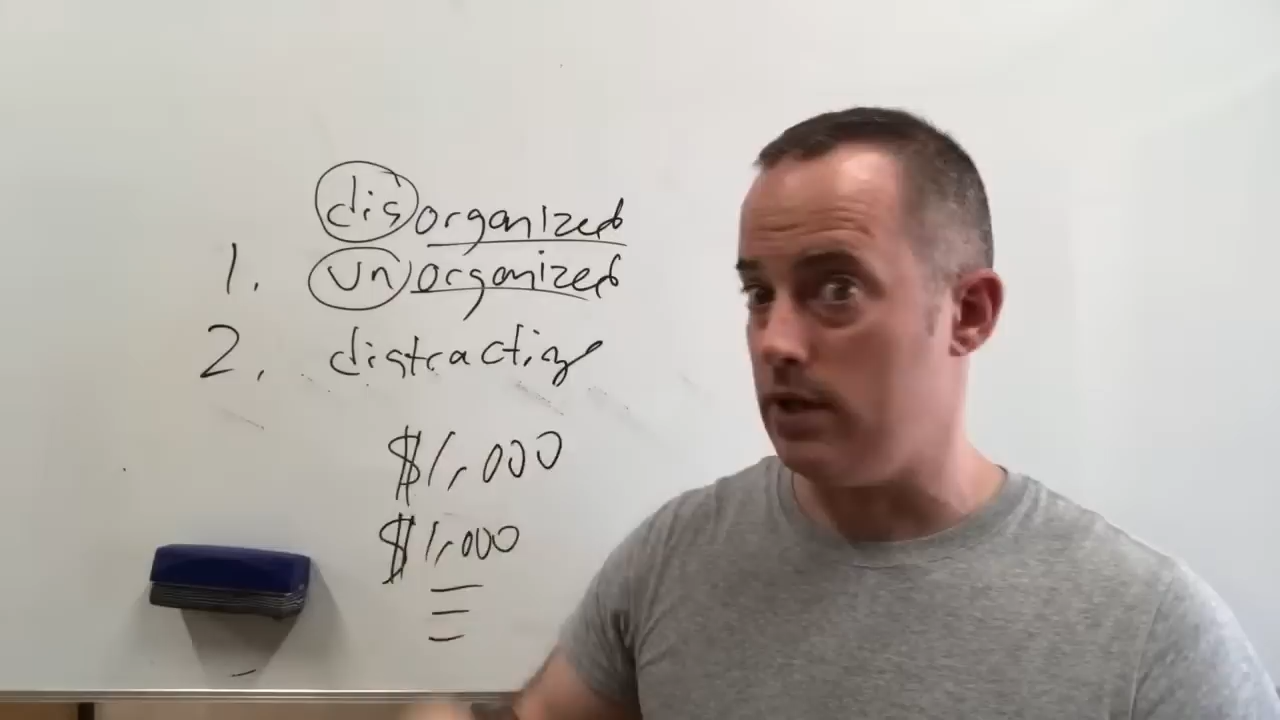 disorganized
1. unorganized
2. distracting
$1,000
$1,000